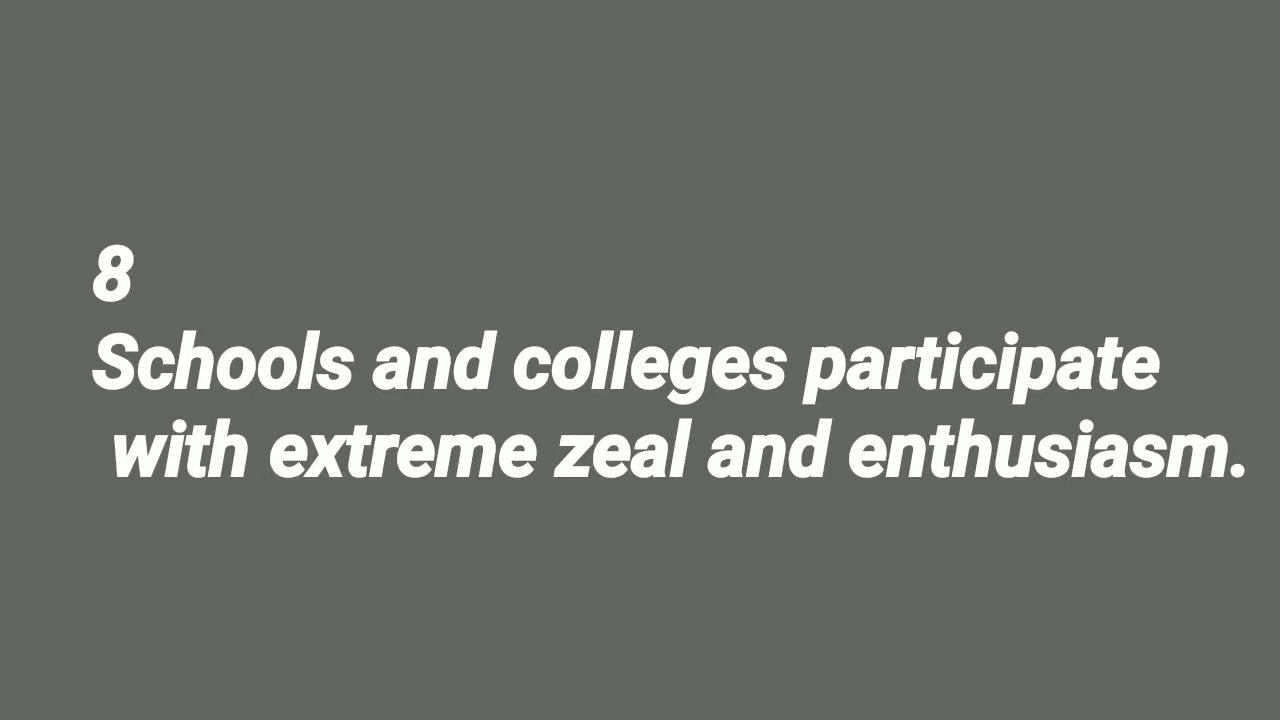 8
Schools and colleges participate
with extreme zeal and enthusiasm.